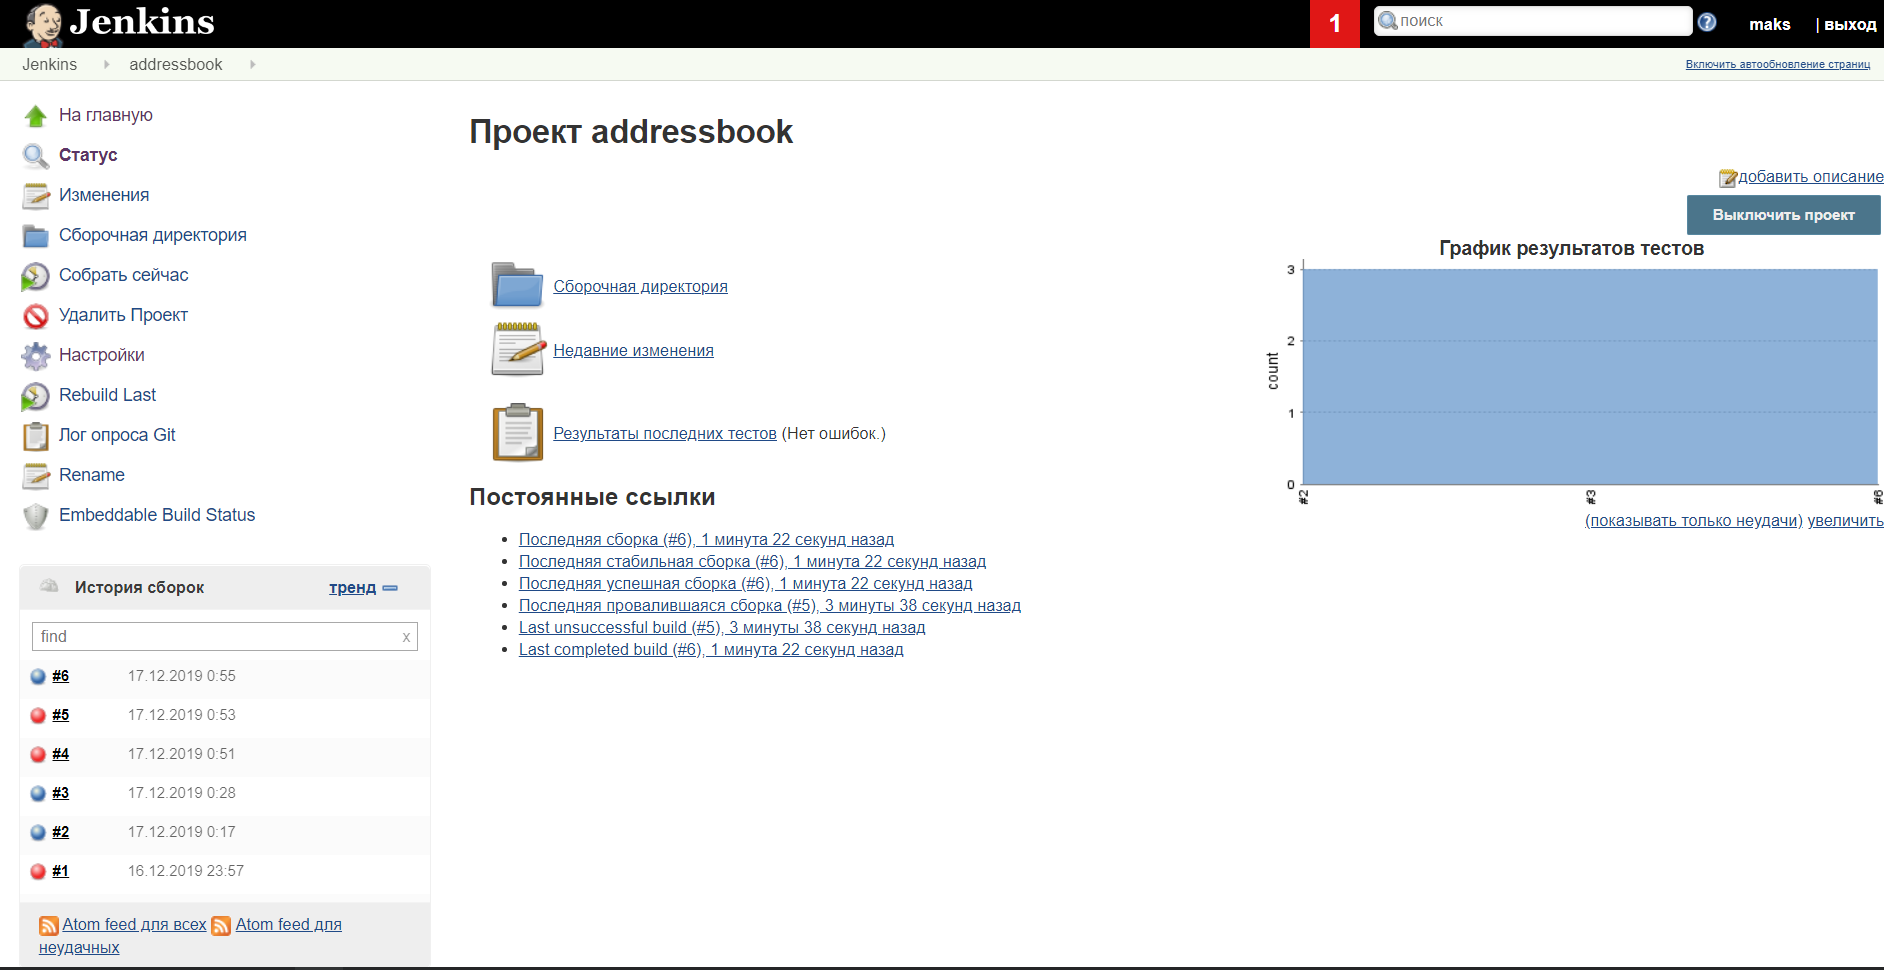 Jenkins
1
поиск
maks
| выход
Jenkins
addressbook
Включить автообновление страниц
На главную
Статус
Изменения
Сборочная директория
Собрать сейчас
Удалить Проект
Настройки
Rebuild Last
Лог опроса Git
Rename
Embeddable Build Status
История сборок
тренд
find
x
#6 17.12.2019 0:55
#5 17.12.2019 0:53
#4 17.12.2019 0:51
#3 17.12.2019 0:28
#2 17.12.2019 0:17
#1 16.12.2019 23:57
Atom feed для всех Atom feed для
неудачных
Проект addressbook
добавить описание
Выключить проект
Сборочная директория
Недавние изменения
Результаты последних тестов (Нет ошибок.)
Постоянные ссылки
Последняя сборка (#6), 1 минута 22 секунд назад
Последняя стабильная сборка (#6), 1 минута 22 секунд назад
Последняя успешная сборка (#6), 1 минута 22 секунд назад
Последняя провалившаяся сборка (#5), 3 минуты 38 секунд назад
Last unsuccessful build (#5), 3 минуты 38 секунд назад
Last completed build (#6), 1 минута 22 секунд назад
График результатов тестов
3
2
1
0
count
#2
#3
#6
(показывать только неудачи) увеличить